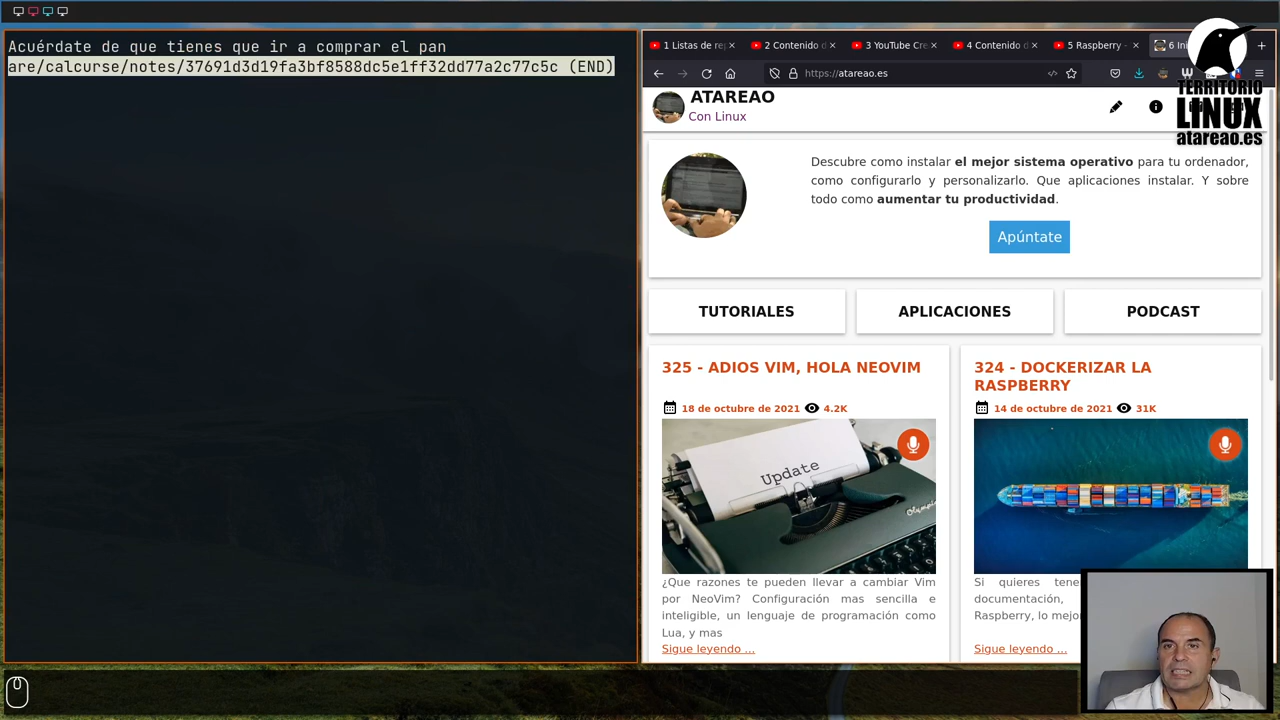 Acuérdate de que tienes que ir a comprar el pan
are/calcurse/notes/37691d3d19fa3bf8588dc5e1ff32dd77a2c77c5c (END)
1 Listas de re
2 Contenido d
3 YouTube Cre
4 Contenido d
5 Raspberry -
6 Ini
https://atareao.es
TERRITORIO
LINUX
atareao.es
ATAREAO
Con Linux
Descubre como instalar el mejor sistema operativo para tu ordenador,
como configurarlo y personalizarlo. Que aplicaciones instalar. Y sobre
todo como aumentar tu productividad.
Apúntate
TUTORIALES
APLICACIONES
PODCAST
325 - ADIOS VIM, HOLA NEOVIM
18 de octubre de 2021 4.2K
Update
Olympia
¿Que razones te pueden llevar a cambiar Vim
por NeoVim? Configuración mas sencilla e
inteligible, un lenguaje de programación como
Lua, y mas
Sigue leyendo ...
324 - DOCKERIZAR LA
RASPBERRY
14 de octubre de 2021 31K
Si quieres tene
documentación,
Raspberry, lo mejo
Sigue leyendo ...